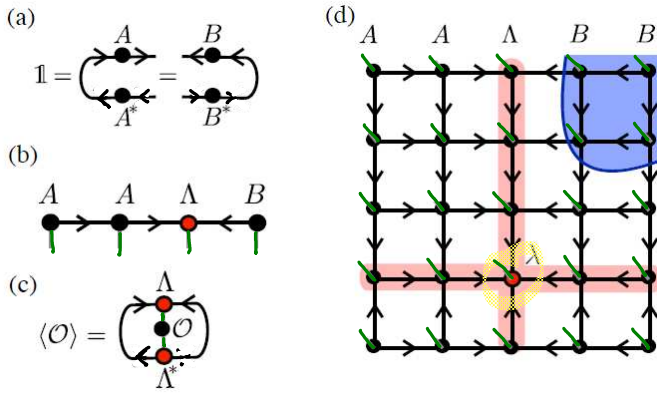 (a)
A B
𝟙 = =
A* B*
(b)
A A Λ B
(c)
Λ
⟨O⟩ = O
Λ*
(d)
A A Λ B B
Λ